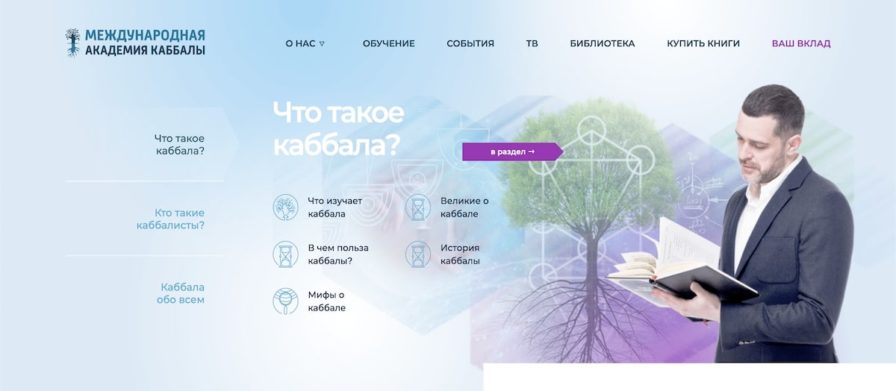 МЕЖДУНАРОДНАЯ
АКАДЕМИЯ КАББАЛЫ
О НАС ▿
ОБУЧЕНИЕ
СОБЫТИЯ
ТВ
БИБЛИОТЕКА
КУПИТЬ КНИГИ
ВАШ ВКЛАД
Что такое
каббала?
Кто такие
каббалисты?
Каббала
обо всем
Что такое
каббала?
в раздел →
Что изучает
каббала
Великие о
каббале
В чем польза
каббалы?
История
каббалы
Мифы о
каббале